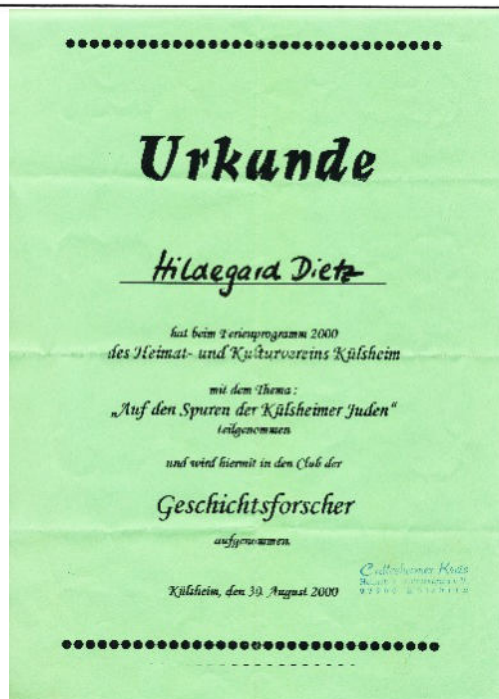 Urkunde
Hildegard Dietz
hat beim Ferienprogramm 2000
des Heimat- und Kulturvereins Külsheim
mit dem Thema:
„Auf den Spuren der Külsheimer Juden“
teilgenommen
und wird hiermit in den Club der
Geschichtsforscher
aufgenommen.
Külsheim, den 30. August 2000